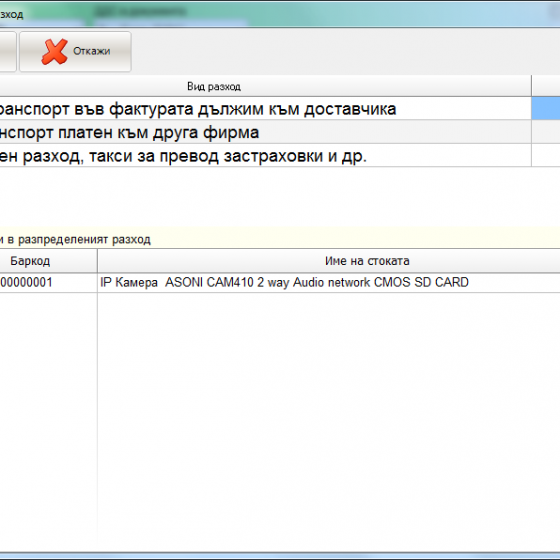 зход
Откажи
Вид разход
ранспорт във фактурата дължим към доставчика
нспорт платен към друга фирма
ен разход, такси за превод застраховки и др.
и в разпределеният разход
Баркод
Име на стоката
00000001
IP Камера ASONI CAM410 2 way Audio network CMOS SD CARD